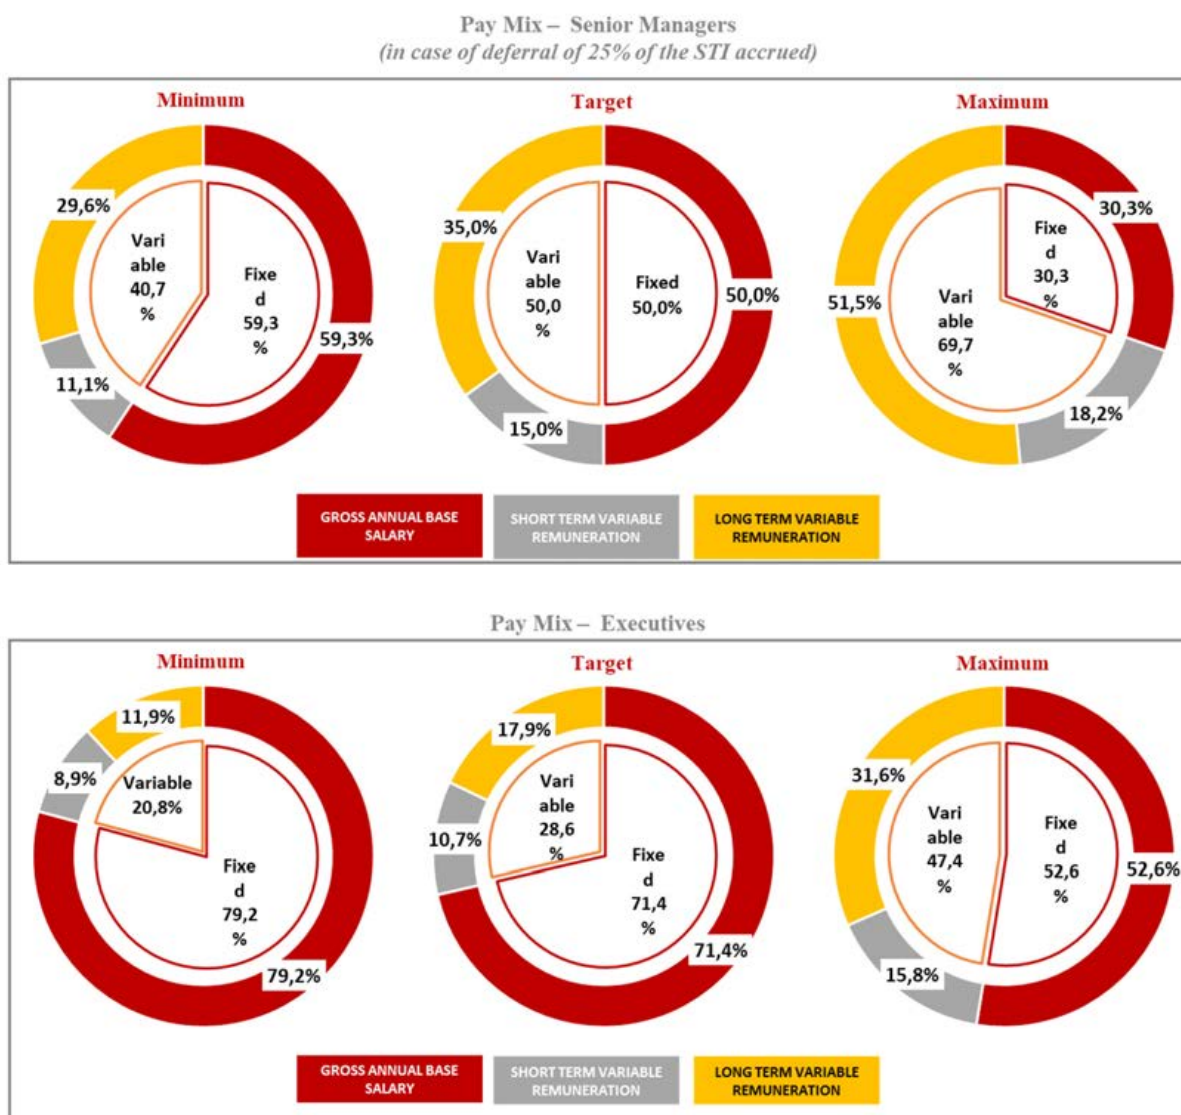 Pay Mix – Senior Managers
(in case of deferral of 25% of the STI accrued)
Minimum
Target
Maximum
29,6%
Vari
able
40,7
%
Fixe
d
59,3
%
59,3%
11,1%
35,0%
Vari
able
50,0
%
Fixed
50,0%
50,0%
15,0%
51,5%
Vari
able
69,7
%
Fixe
d
30,3
%
30,3%
18,2%
GROSS ANNUAL BASE
SALARY
SHORT TERM VARIABLE
REMUNERATION
LONG TERM VARIABLE
REMUNERATION
Pay Mix – Executives
Minimum
Target
Maximum
11,9%
8,9%
Variable
20,8%
Fixe
d
79,2
%
79,2%
17,9%
10,7%
Vari
able
28,6
%
Fixe
d
71,4
%
71,4%
31,6%
Vari
able
47,4
%
Fixe
d
52,6
%
52,6%
15,8%
GROSS ANNUAL BASE
SALARY
SHORT TERM VARIABLE
REMUNERATION
LONG TERM VARIABLE
REMUNERATION